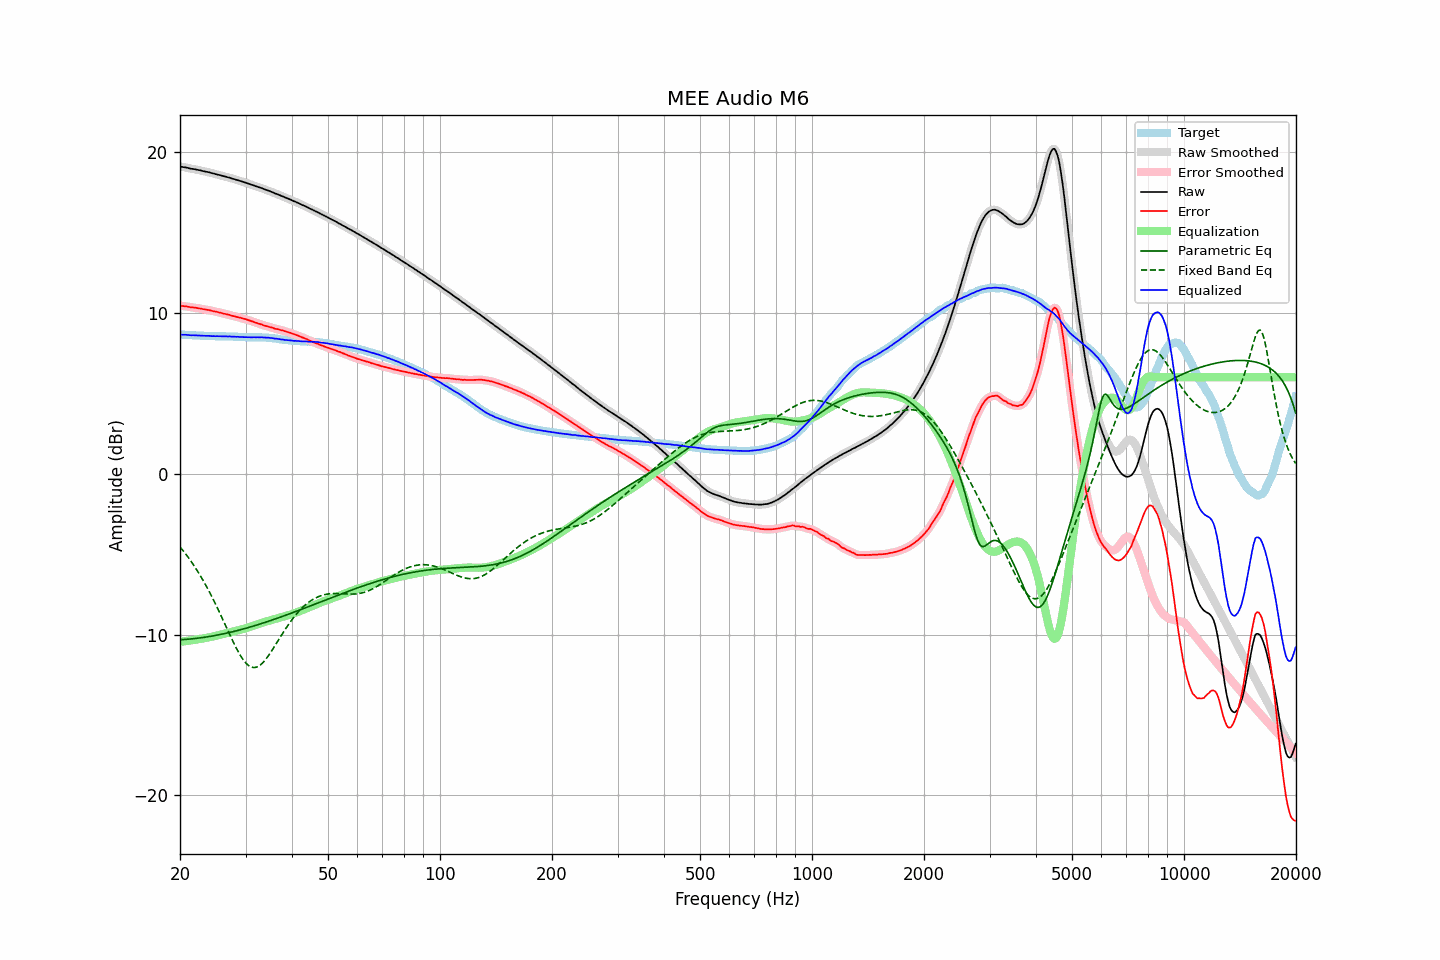 MEE Audio M6
Target
Raw Smoothed
Error Smoothed
Raw
Error
Equalization
Parametric Eq
Fixed Band Eq
Equalized
Amplitude (dBr)
20
10
0
−10
−20
20 50 100 200 500 1000 2000 5000 10000 20000
Frequency (Hz)